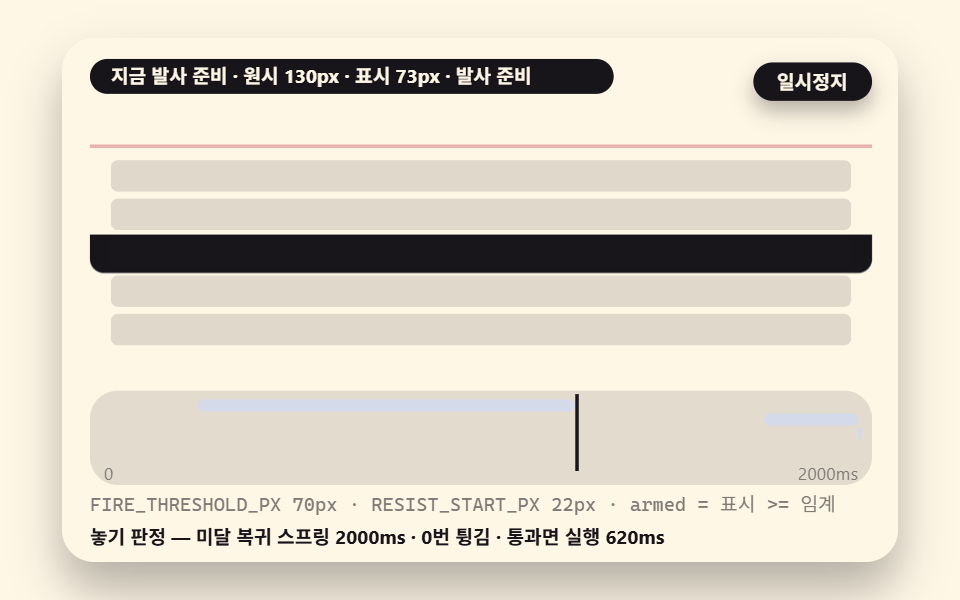 지금 발사 준비 · 원시 130px · 표시 73px · 발사 준비
일시정지
0
2000ms
FIRE_THRESHOLD_PX 70px · RESIST_START_PX 22px · armed = 표시 >= 임계
놓기 판정 — 미달 복귀 스프링 2000ms · 0번 튕김 · 통과면 실행 620ms